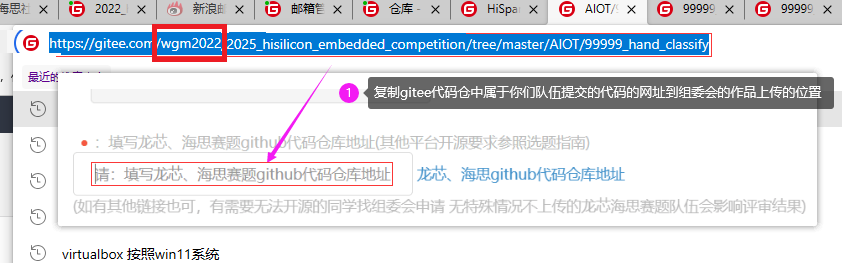 海思社
2022_
新浪邮
邮箱管
仓库 -
HiSpar
AIOT/99
99999
99999
https://gitee.com/wgm2022/2025_hisilicon_embedded_competition/tree/master/AIOT/99999_hand_classify
1 复制gitee代码仓中属于你们队伍提交的代码的网址到组委会的作品上传的位置
: 填写龙芯、海思赛题github代码仓库地址(其他平台开源要求参照选题指南)
请：填写龙芯、海思赛题github代码仓库地址 龙芯、海思github代码仓库地址
(如有其他链接也可，有需要无法开源的同学找组委会申请 无特殊情况不上传的龙芯海思赛题队伍会影响评审结果)
virtualbox 按照win11系统